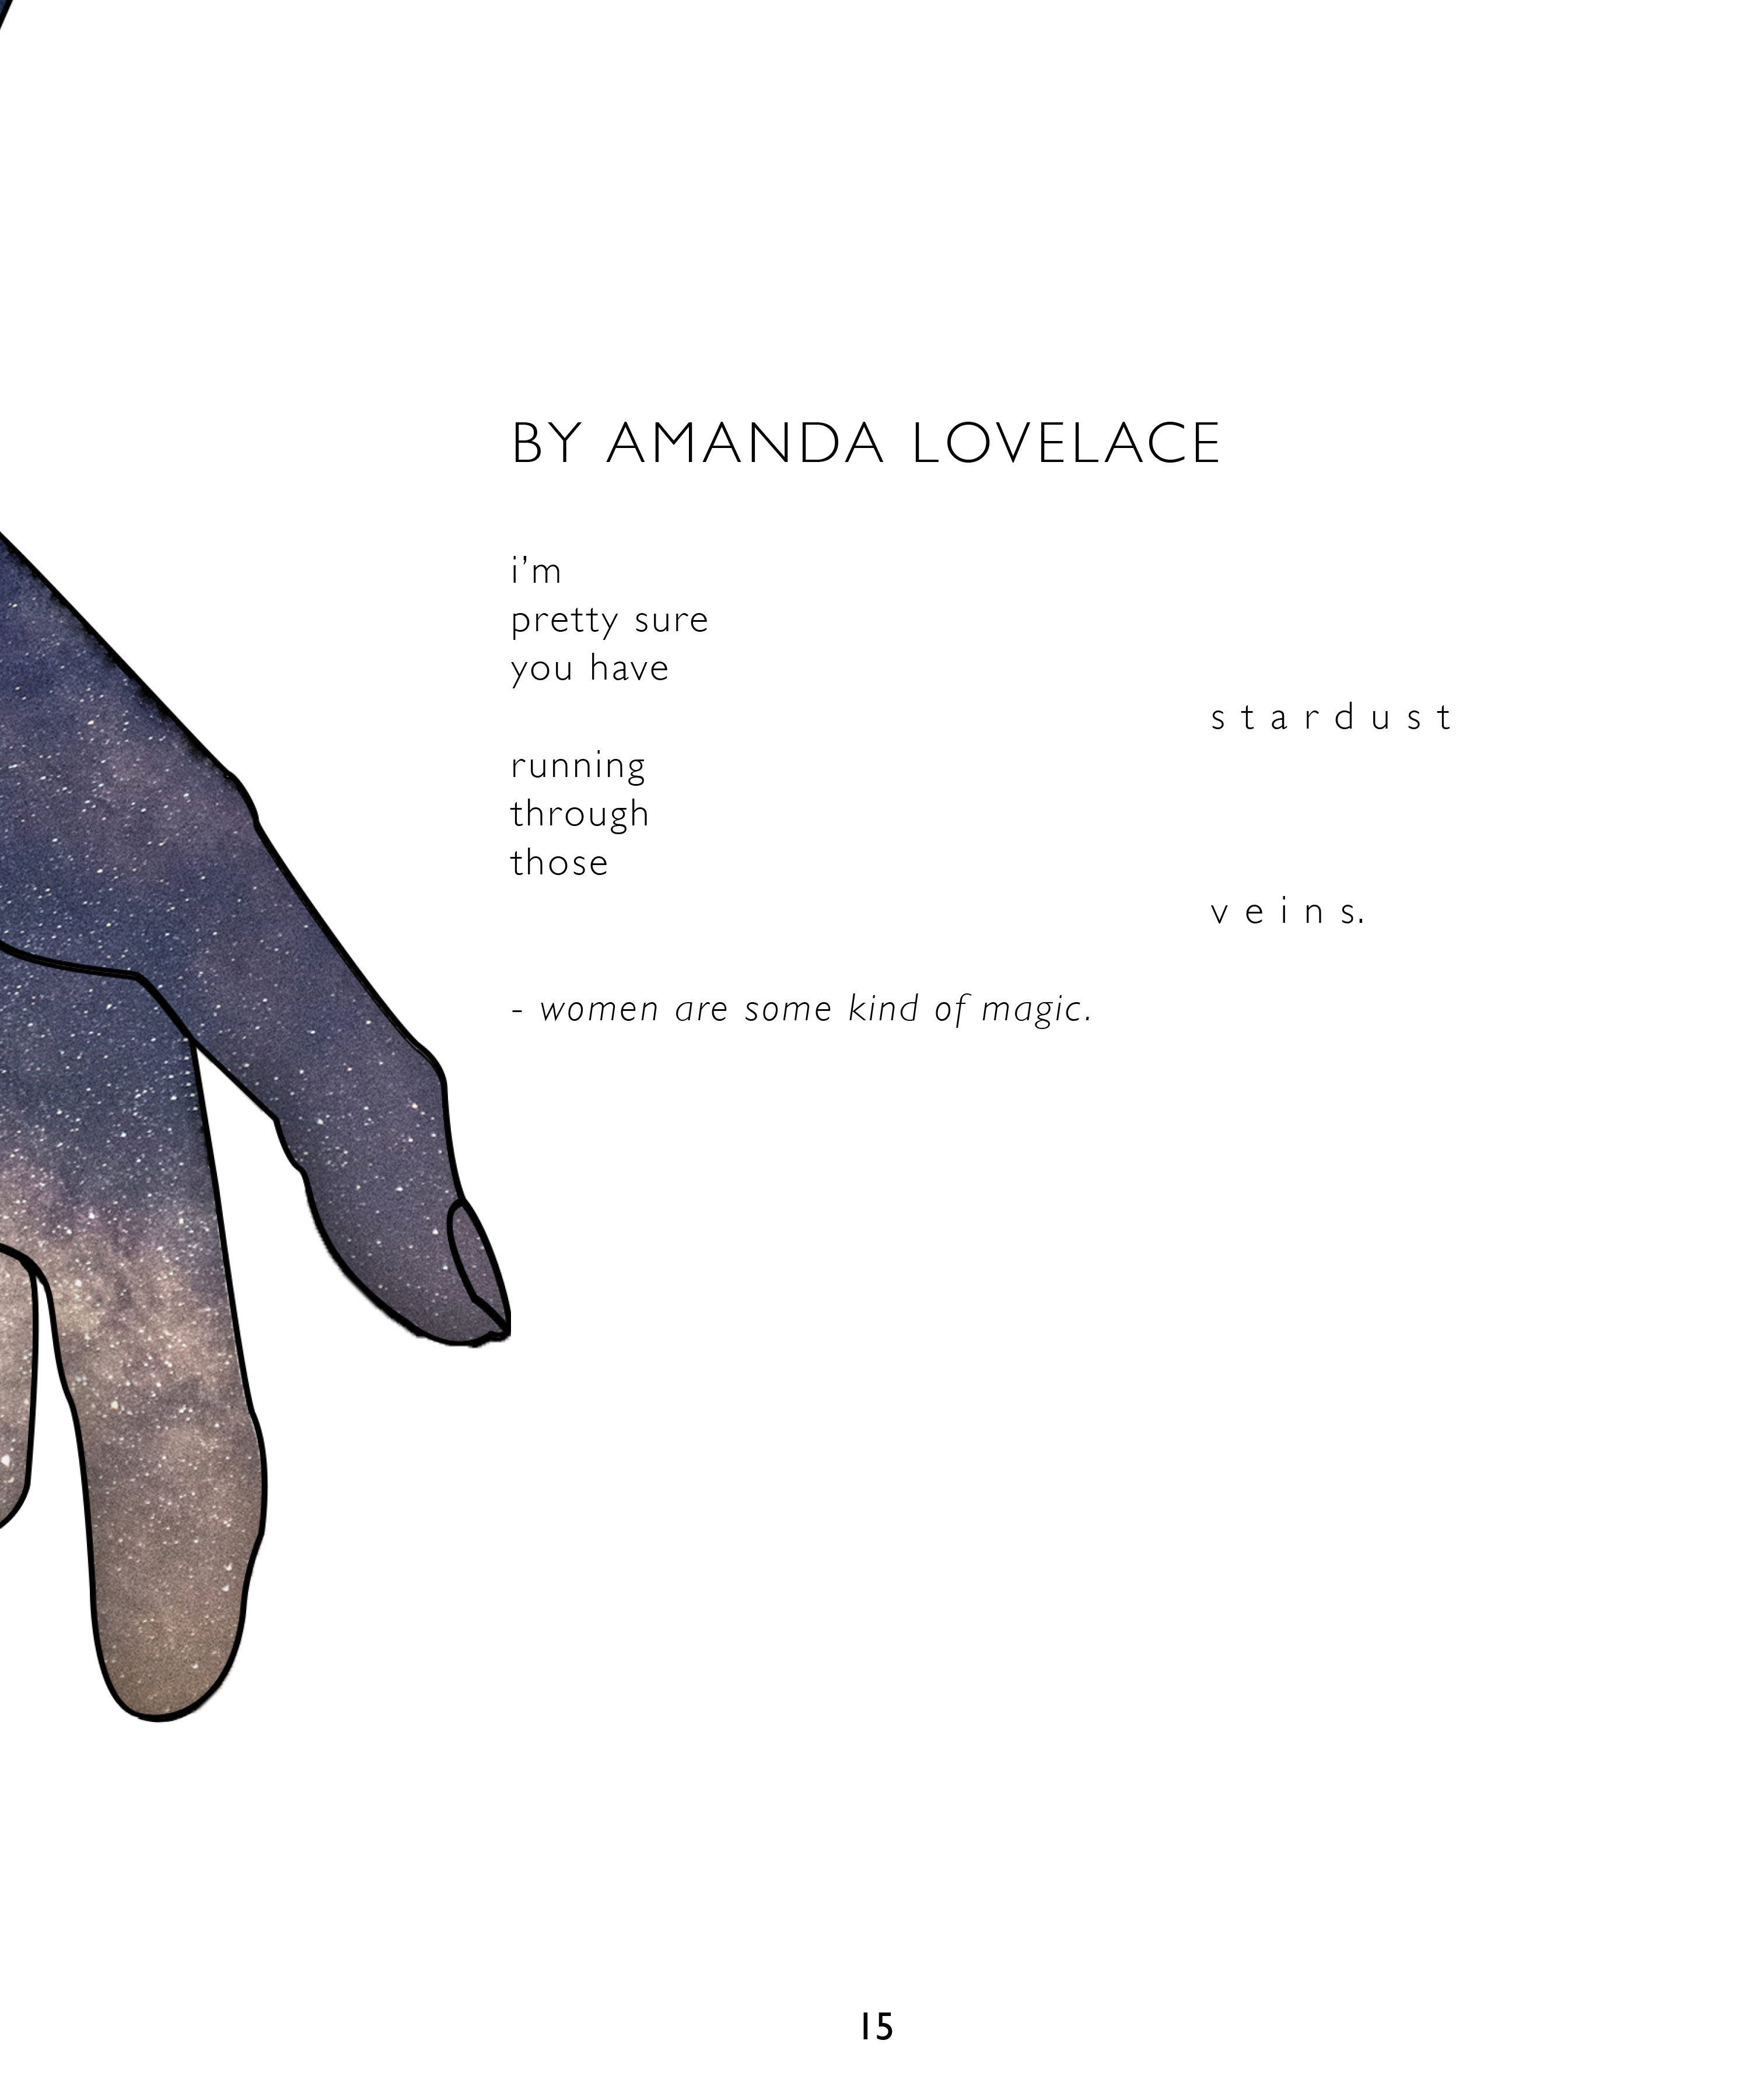 BY AMANDA LOVELACE
i’m
pretty sure
you have
s t a r d u s t
running
through
those
v e i n s.
- women are some kind of magic.
15